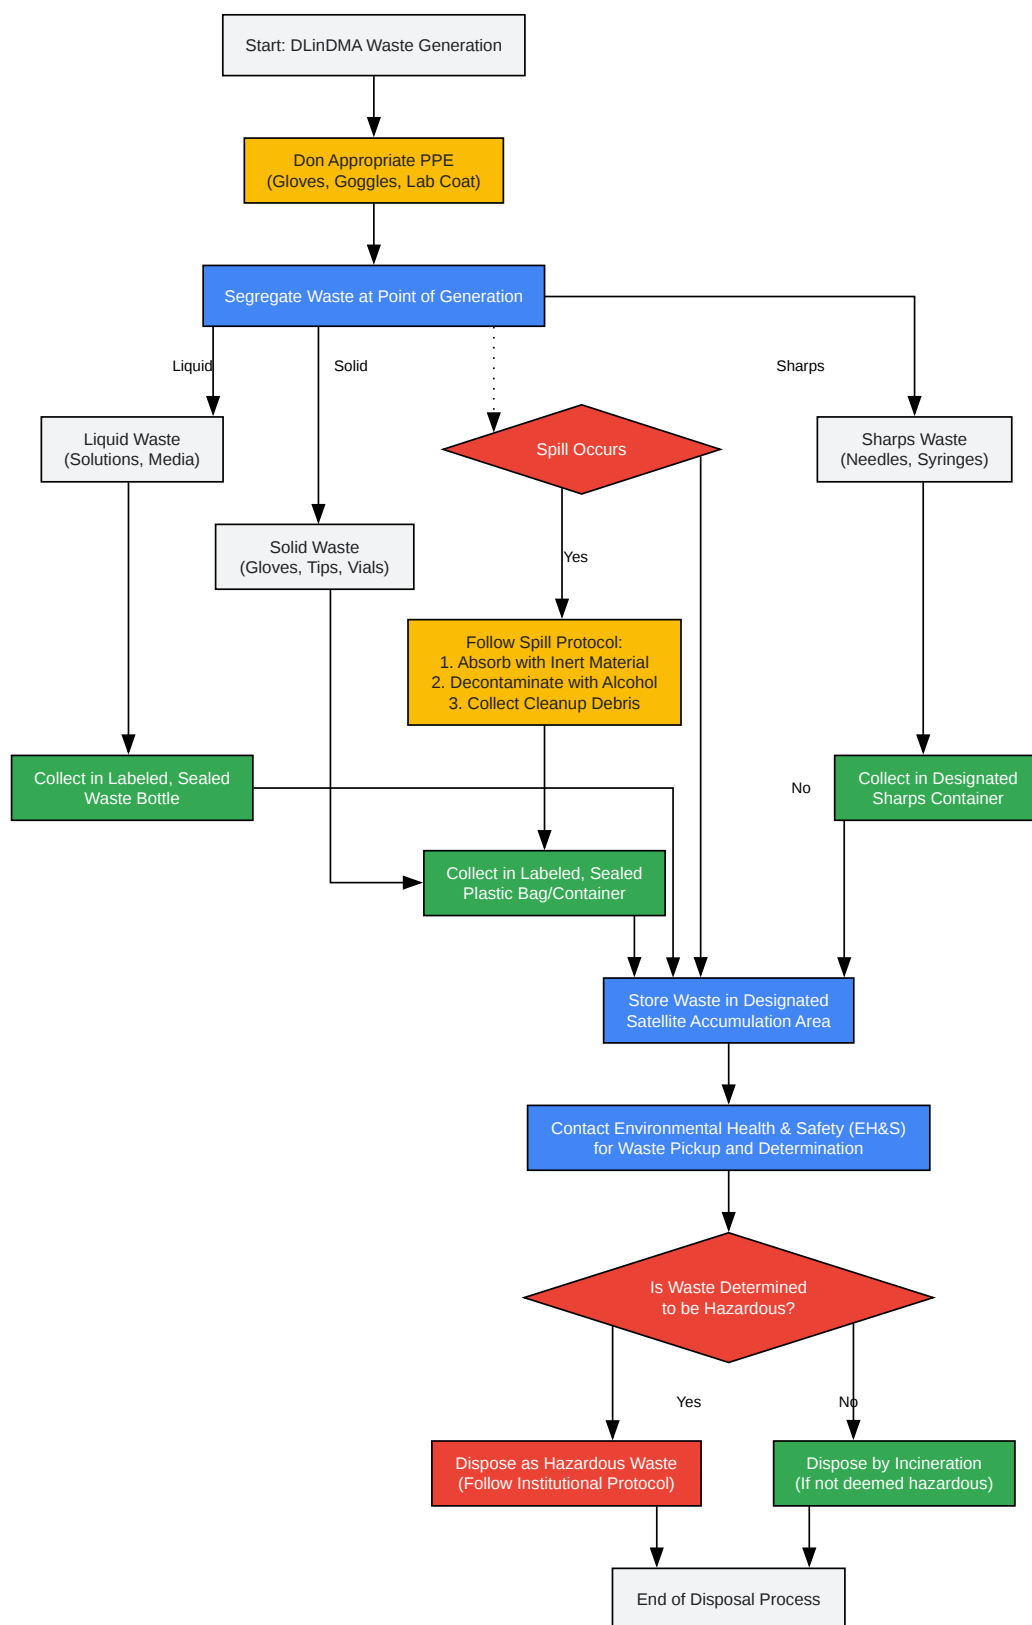 Start: DLinDMA Waste Generation
Don Appropriate PPE
(Gloves, Goggles, Lab Coat)
Segregate Waste at Point of Generation
Liquid
Solid
Sharps
Liquid Waste
(Solutions, Media)
Spill Occurs
Sharps Waste
(Needles, Syringes)
Solid Waste
(Gloves, Tips, Vials)
Yes
Follow Spill Protocol:
1. Absorb with Inert Material
2. Decontaminate with Alcohol
3. Collect Cleanup Debris
Collect in Labeled, Sealed
Waste Bottle
No
Collect in Designated
Sharps Container
Collect in Labeled, Sealed
Plastic Bag/Container
Store Waste in Designated
Satellite Accumulation Area
Contact Environmental Health & Safety (EH&S)
for Waste Pickup and Determination
Is Waste Determined
to be Hazardous?
Yes
No
Dispose as Hazardous Waste
(Follow Institutional Protocol)
Dispose by Incineration
(If not deemed hazardous)
End of Disposal Process